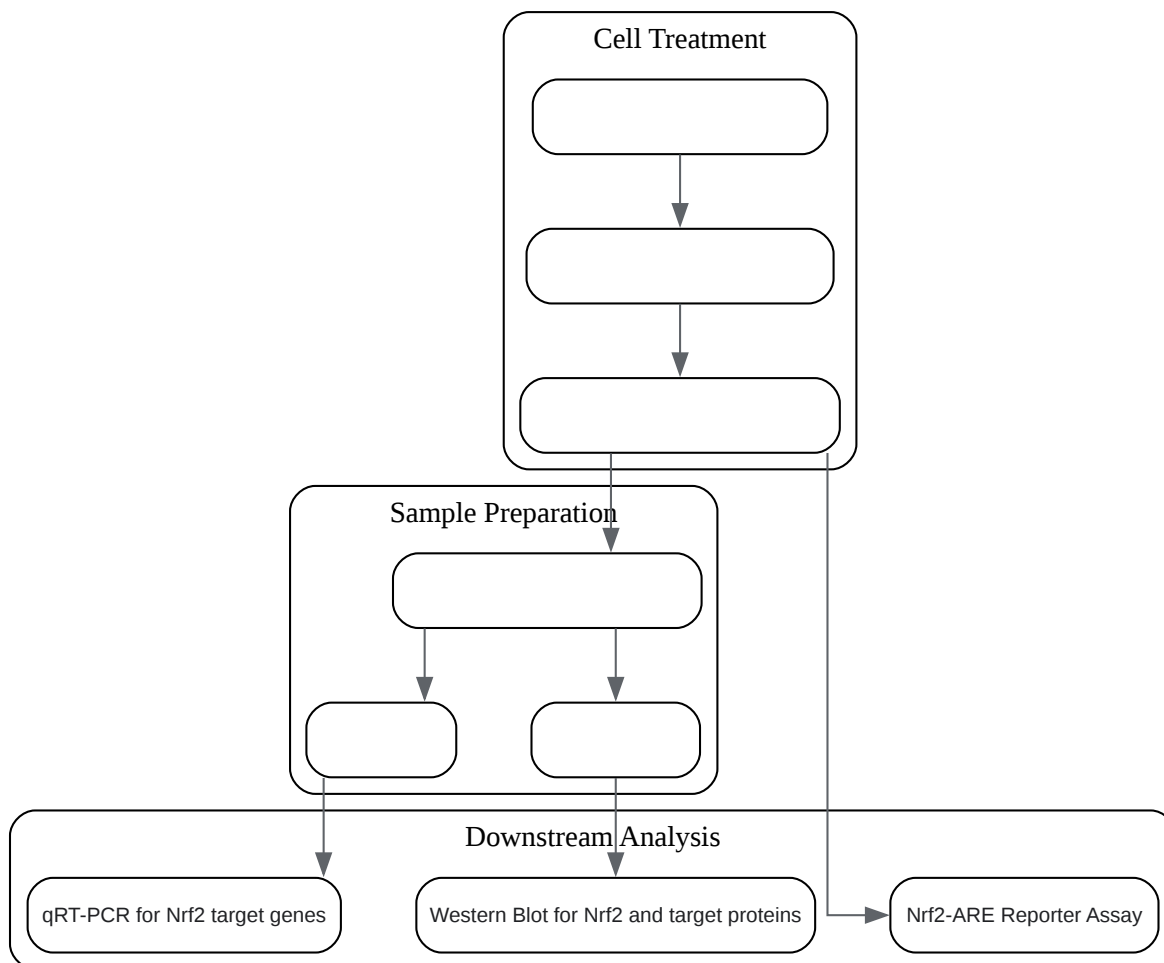 Cell Treatment
Sample Preparation
Downstream Analysis
qRT-PCR for Nrf2 target genes
Western Blot for Nrf2 and target proteins
Nrf2-ARE Reporter Assay